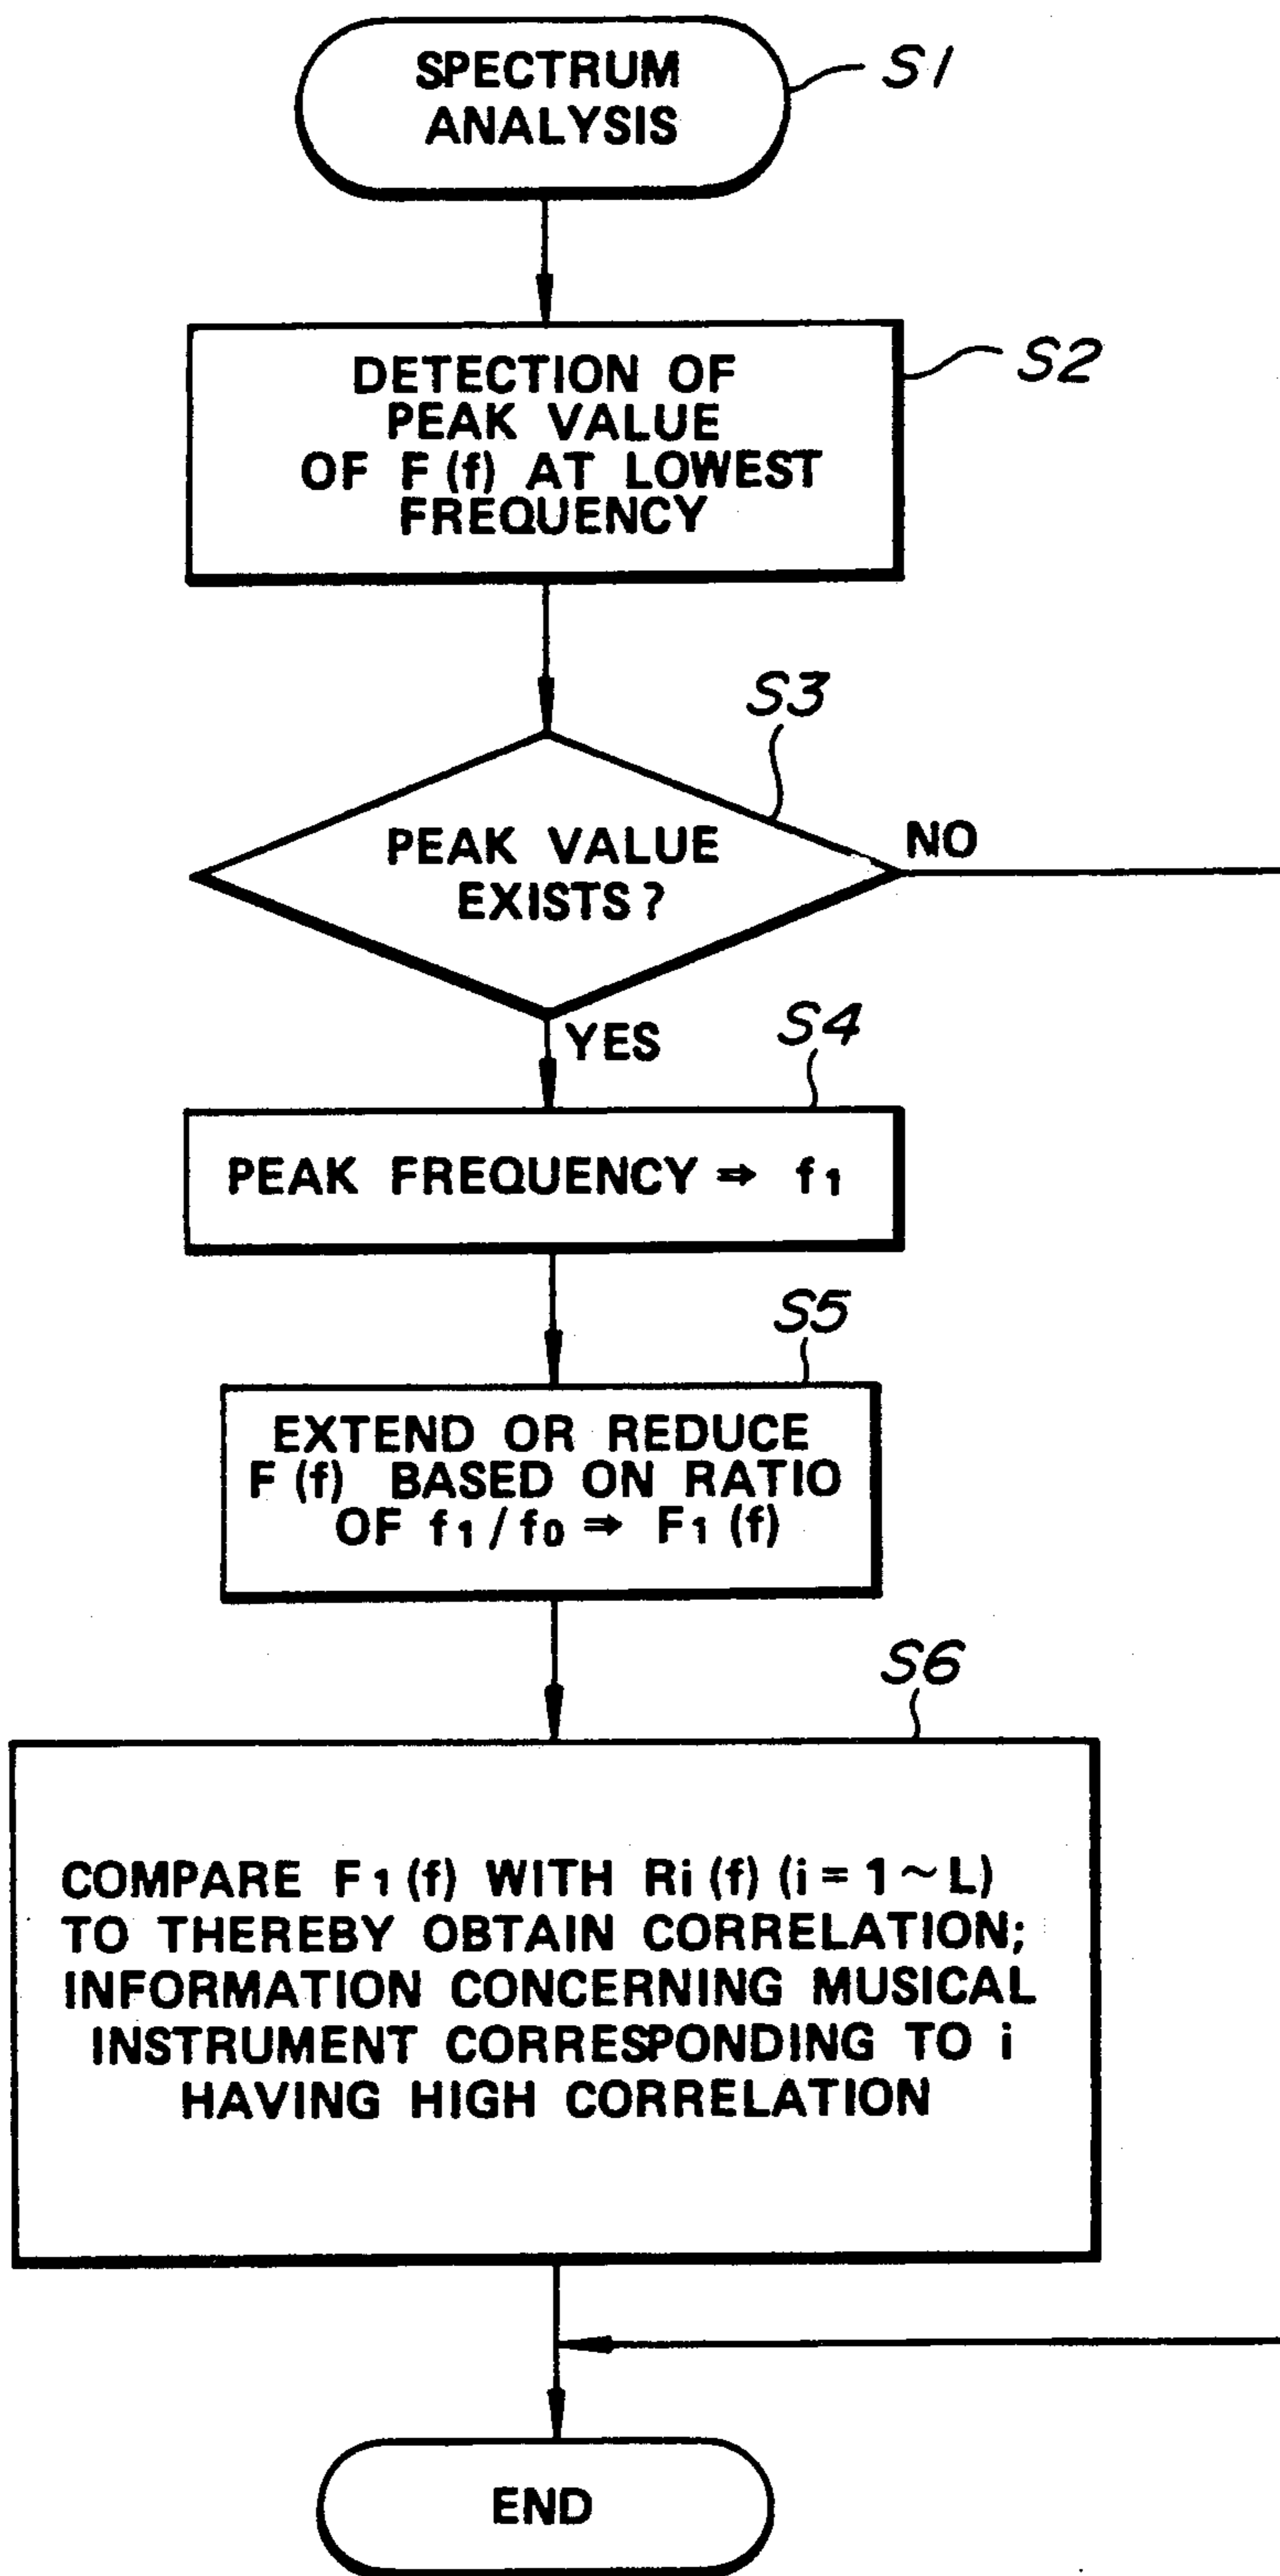 SPECTRUM
ANALYSIS
S1
DETECTION OF
PEAK VALUE
OF F(f) AT LOWEST
FREQUENCY
S2
S3
PEAK VALUE
EXISTS?
NO
YES
S4
PEAK FREQUENCY ⇒ f1
S5
EXTEND OR REDUCE
F(f) BASED ON RATIO
OF f1/f0 ⇒ F1(f)
S6
COMPARE F1(f) WITH Ri(f) (i=1~L)
TO THEREBY OBTAIN CORRELATION;
INFORMATION CONCERNING MUSICAL
INSTRUMENT CORRESPONDING TO i
HAVING HIGH CORRELATION
END